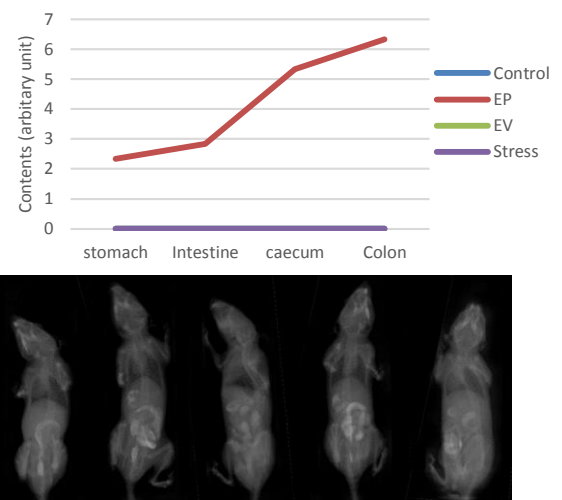 7
6
5
4
3
2
1
0
Contents (arbitary unit)
stomach Intestine caecum Colon
Control
EP
EV
Stress